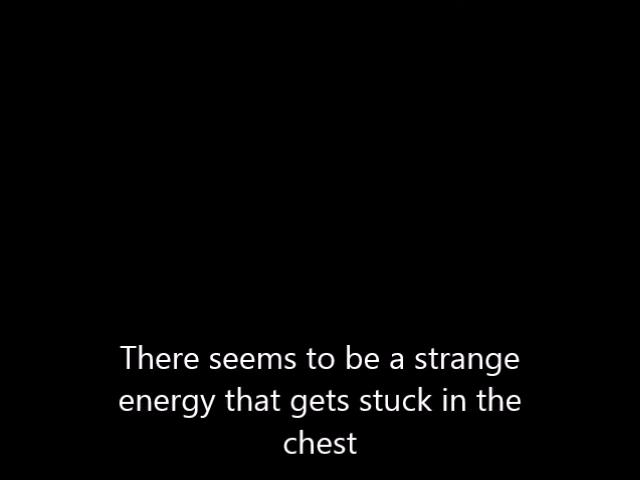 There seems to be a strange
energy that gets stuck in the
chest